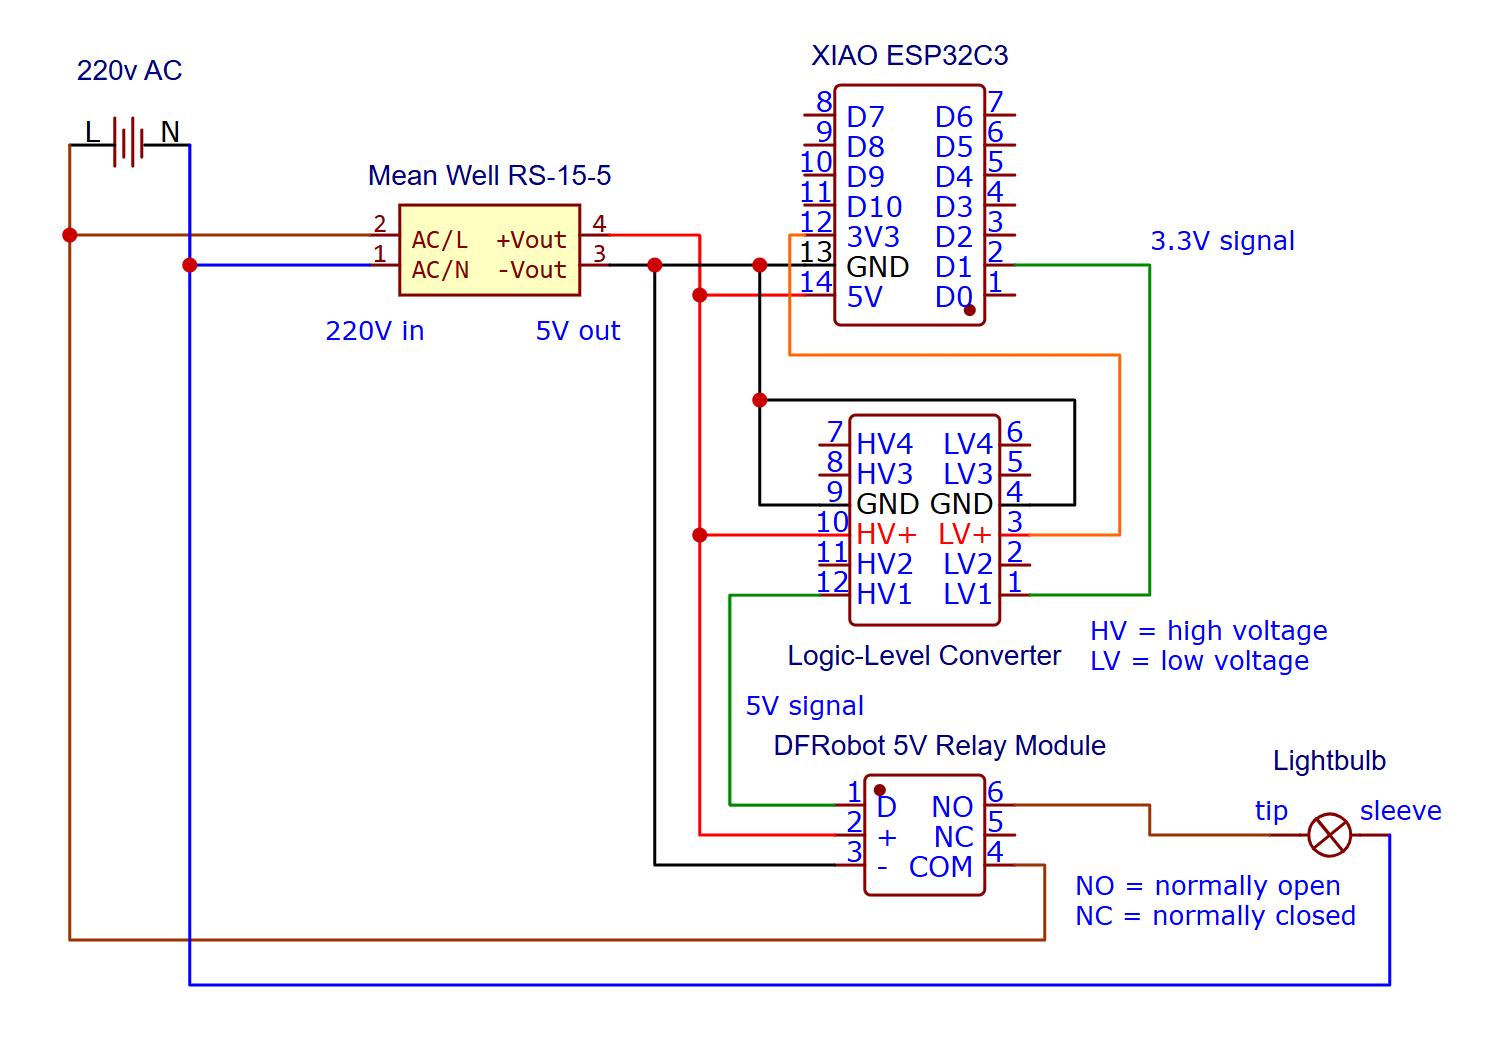 XIAO ESP32C3
220v AC
L
N
Mean Well RS-15-5
2
AC/L
+Vout
4
1
AC/N
-Vout
3
220V in
5V out
8
D7
D6
7
9
D8
D5
6
10
D9
D4
5
11
D10
D3
4
12
3V3
D2
3
13
GND
D1
2
14
5V
D0
1
3.3V signal
7
HV4
LV4
6
8
HV3
LV3
5
9
GND
GND
4
10
HV+
LV+
3
11
HV2
LV2
2
12
HV1
LV1
1
Logic-Level Converter
HV = high voltage
LV = low voltage
5V signal
DFRobot 5V Relay Module
1
D
NO
6
2
+
NC
5
3
-
COM
4
Lightbulb
tip
sleeve
NO = normally open
NC = normally closed